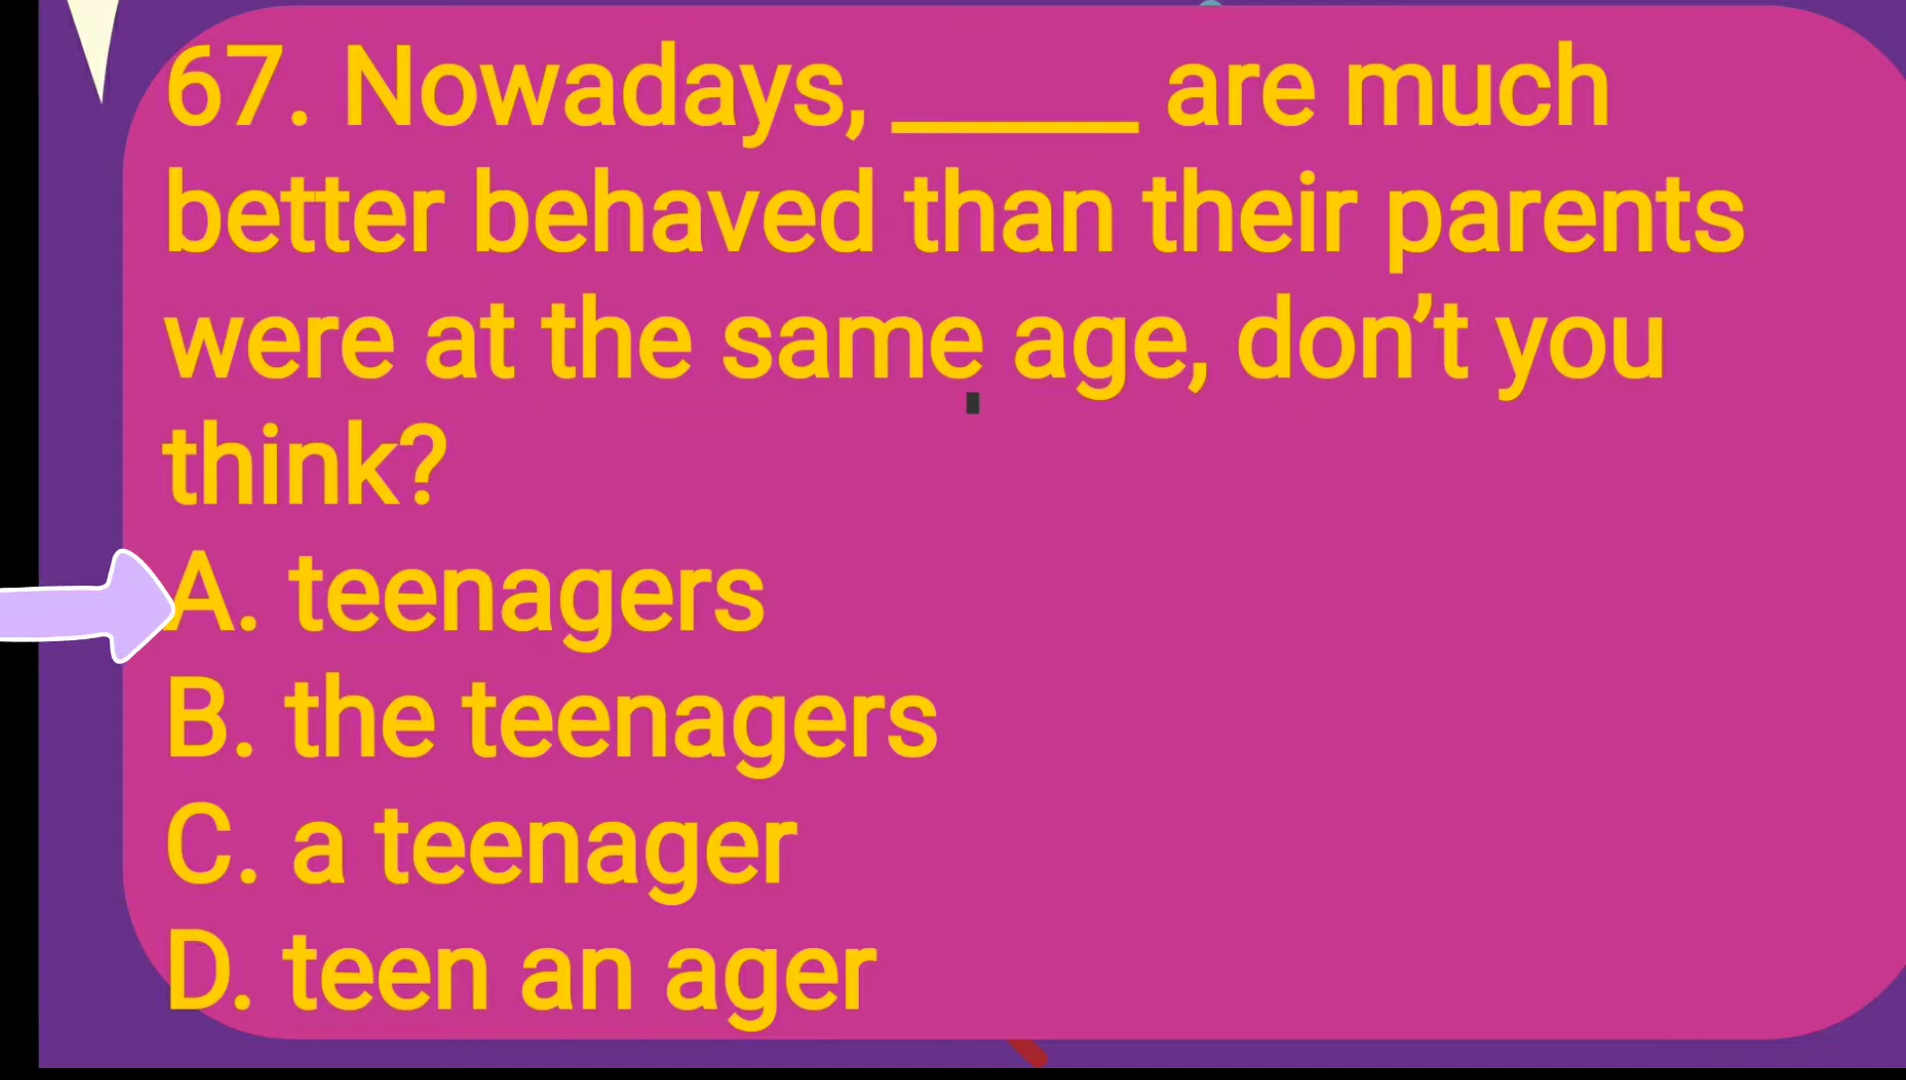 67. Nowadays, _____ are much
better behaved than their parents
were at the same age, don’t you
think?
A. teenagers
B. the teenagers
C. a teenager
D. teen an ager